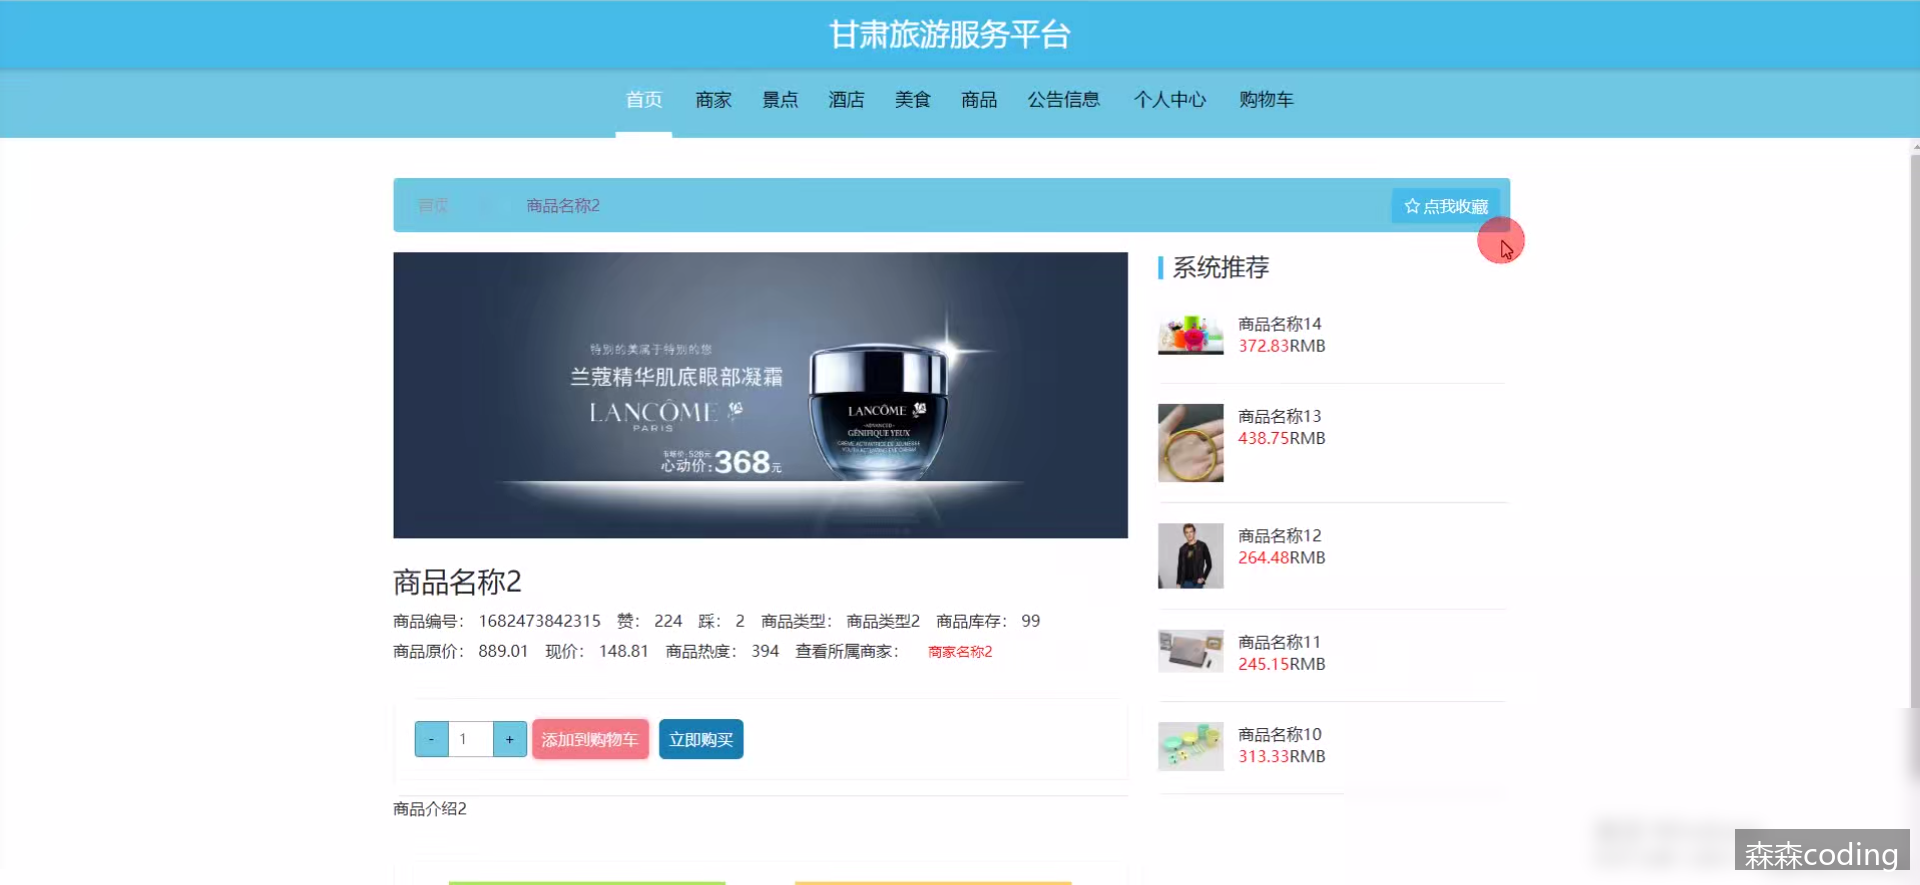 甘肃旅游服务平台
首页 商家 景点 酒店 美食 商品 公告信息 个人中心 购物车
首页 商品名称2 点我收藏
特别的美属于特别的您
兰蔻精华肌底眼部凝霜
LANCÔME
PARIS
心动价:368元
LANCÔME
ADVANCED
GÉNIFIQUE YEUX
商品名称2
商品编号: 1682473842315 赞: 224 踩: 2 商品类型: 商品类型2 商品库存: 99
商品原价: 889.01 现价: 148.81 商品热度: 394 查看所属商家: 商家名称2
- 1 + 添加到购物车 立即购买
商品介绍2
系统推荐
商品名称14
372.83RMB
商品名称13
438.75RMB
商品名称12
264.48RMB
商品名称11
245.15RMB
商品名称10
313.33RMB
森森coding